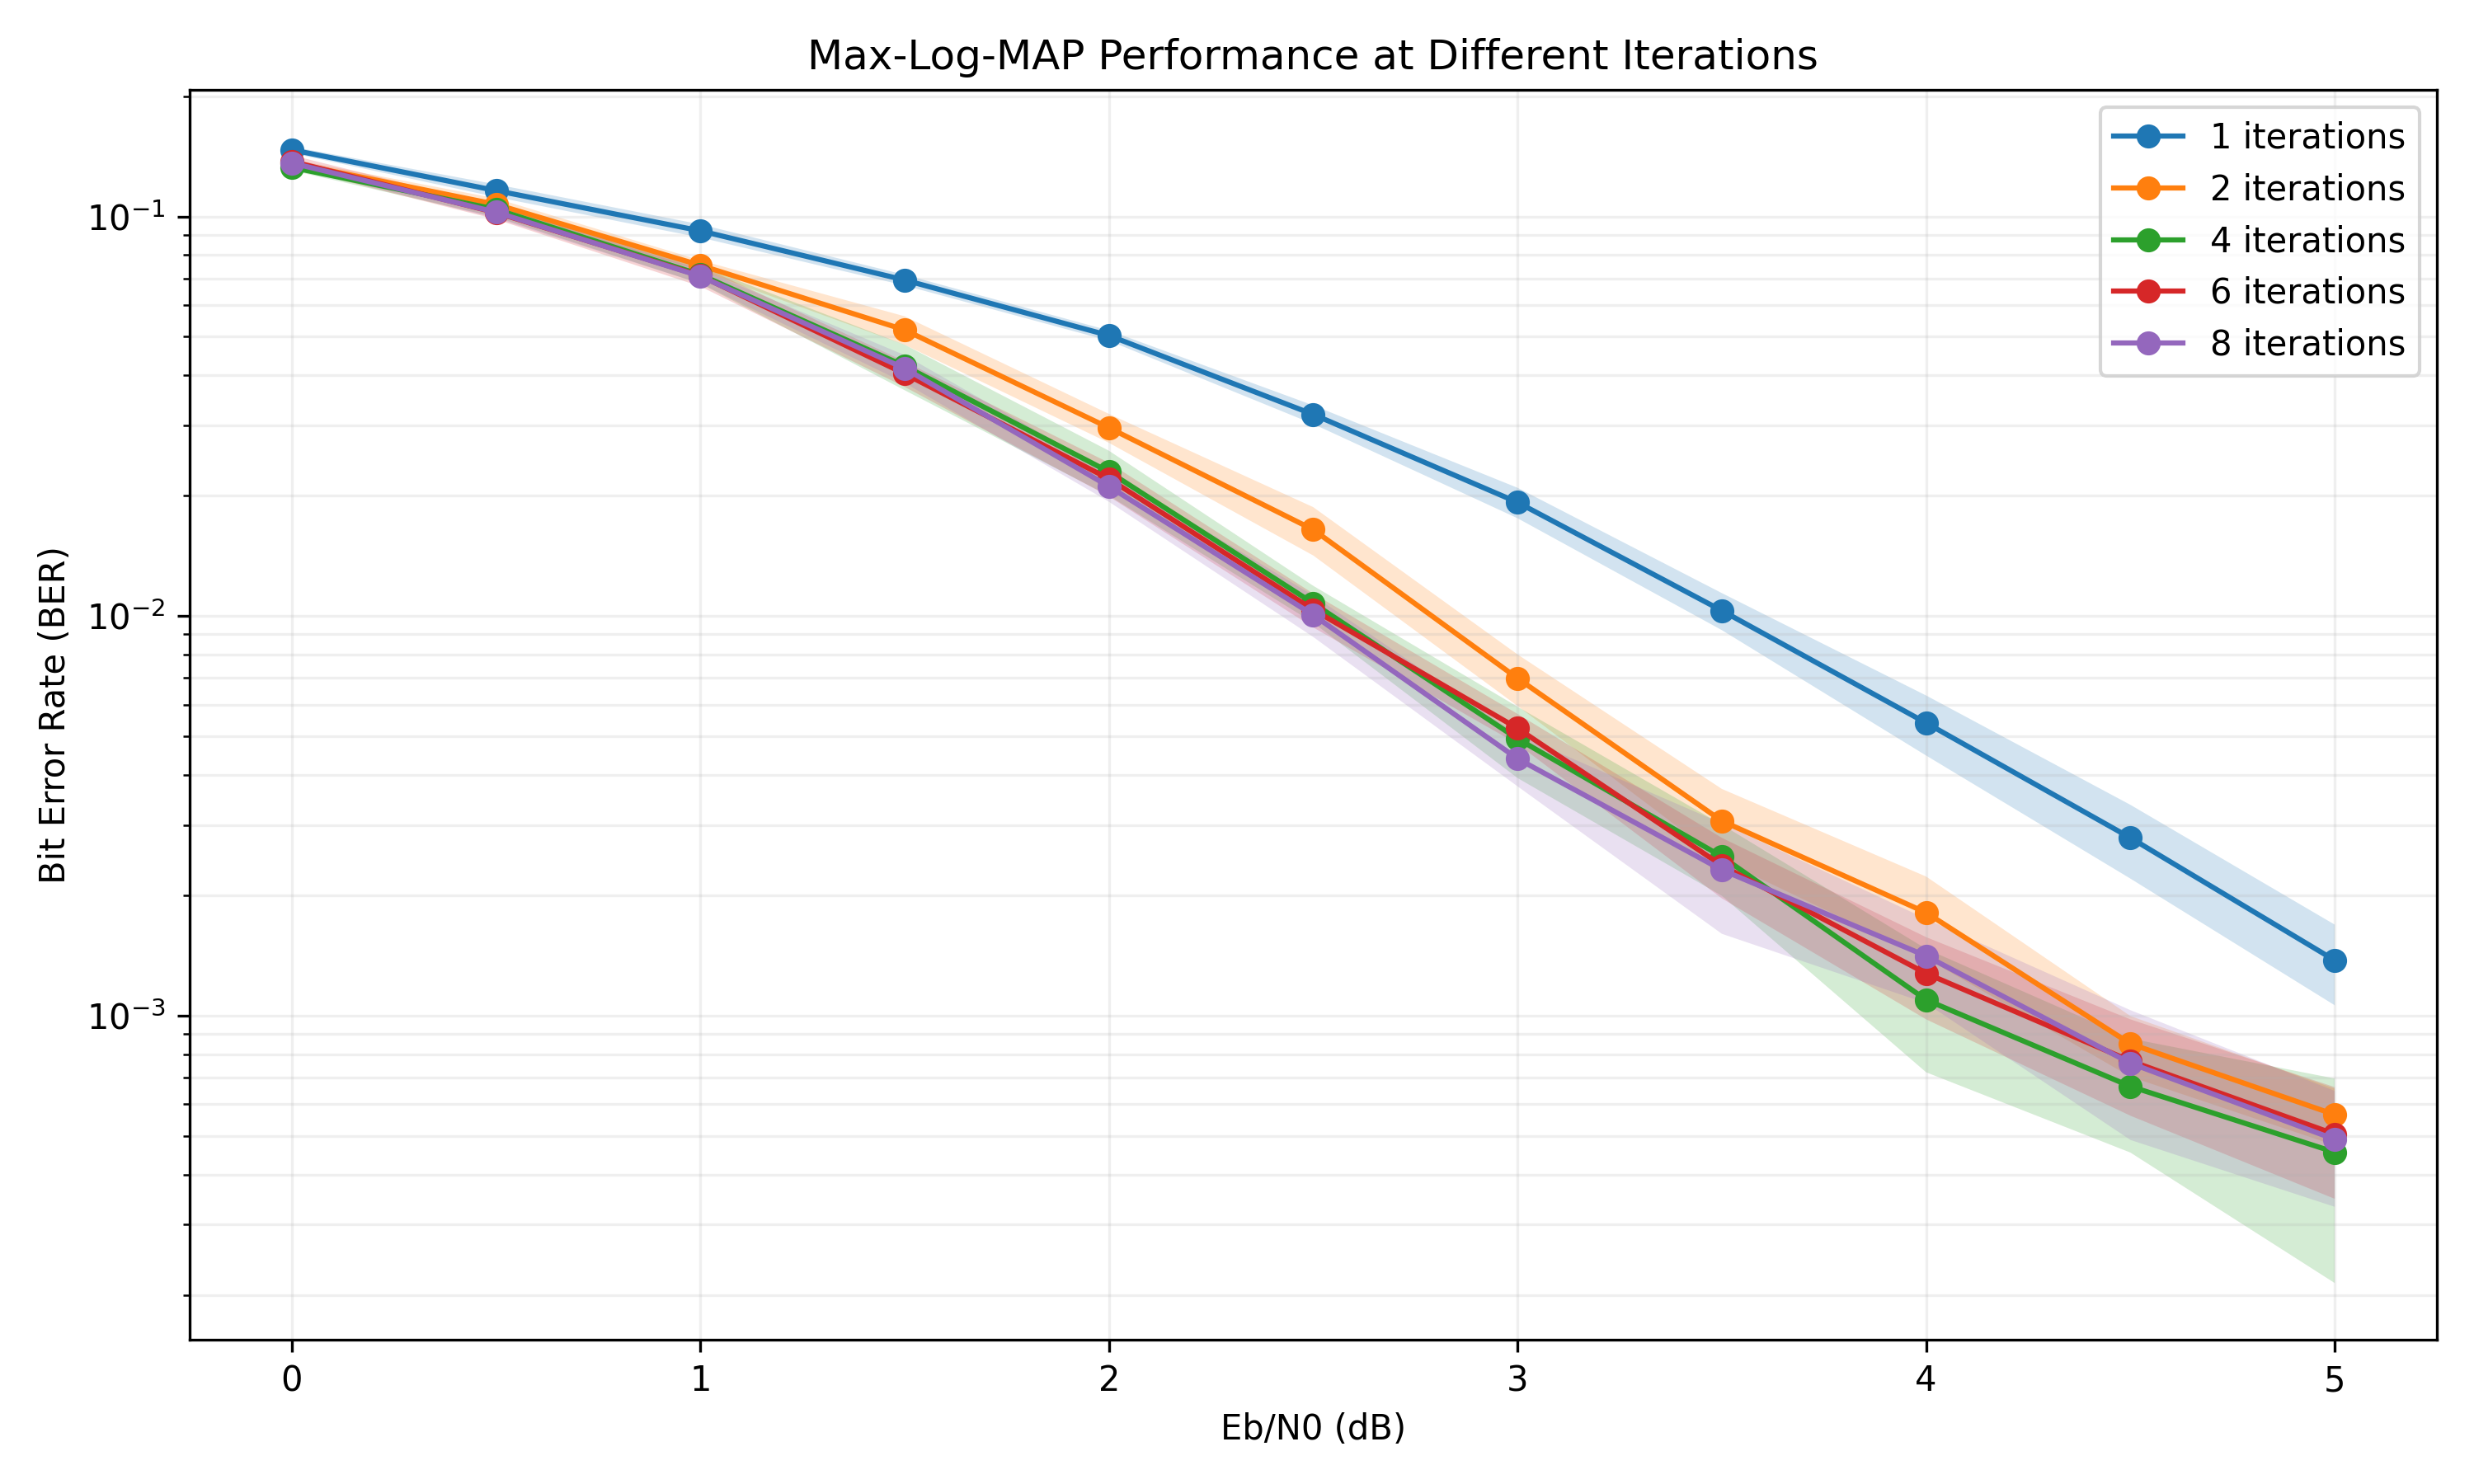 Max-Log-MAP Performance at Different Iterations
1 iterations
2 iterations
4 iterations
6 iterations
8 iterations
Bit Error Rate (BER)
10⁻¹
10⁻²
10⁻³
0 1 2 3 4 5
Eb/N0 (dB)